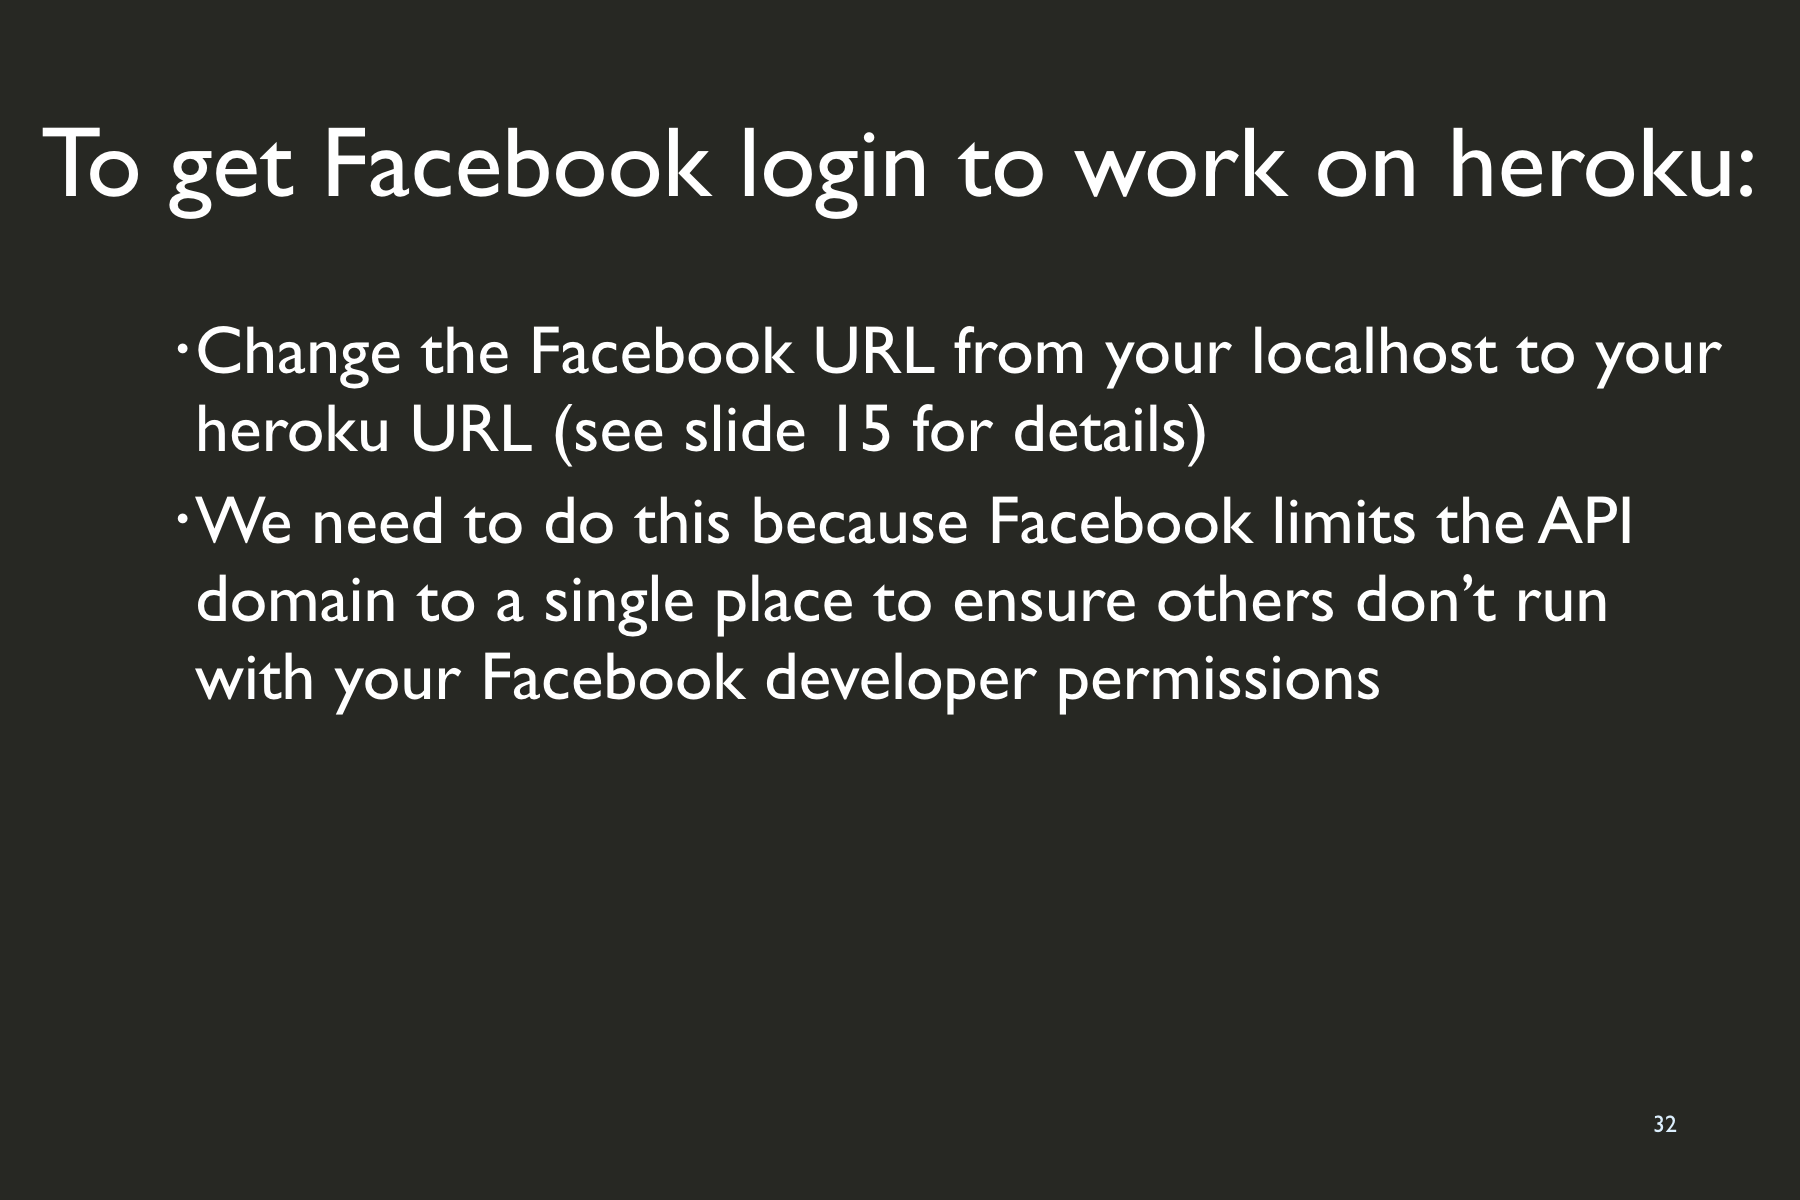 To get Facebook login to work on heroku:
·Change the Facebook URL from your localhost to your
heroku URL (see slide 15 for details)
·We need to do this because Facebook limits the API
domain to a single place to ensure others don’t run
with your Facebook developer permissions
32